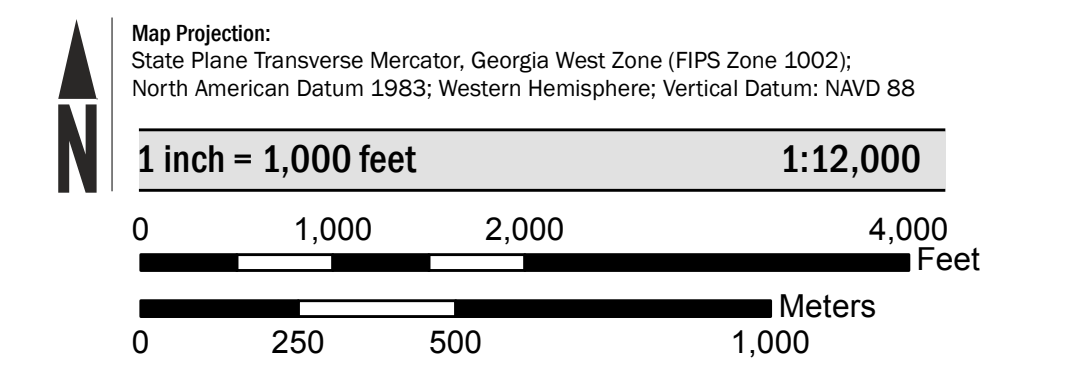 Map Projection:
State Plane Transverse Mercator, Georgia West Zone (FIPS Zone 1002);
North American Datum 1983; Western Hemisphere; Vertical Datum: NAVD 88
N
1 inch = 1,000 feet 1:12,000
0 1,000 2,000 4,000
Feet
Meters
0 250 500 1,000